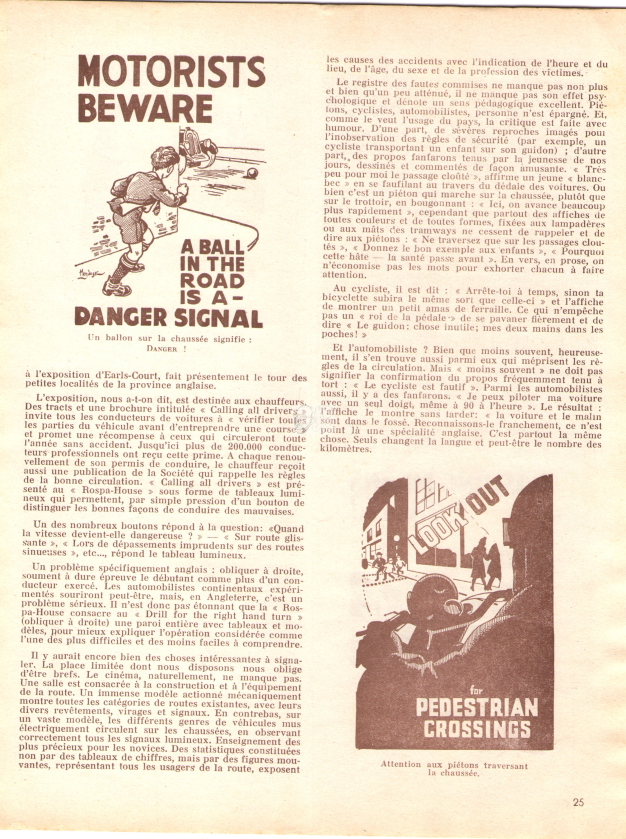 MOTORISTS
BEWARE
A BALL
IN THE
ROAD
IS A -
DANGER SIGNAL
Un ballon sur la chaussée signifie :
DANGER !
à l'exposition d'Earls-Court, fait présentement le tour des
petites localités de la province anglaise.
L'exposition, nous a-t-on dit, est destinée aux chauffeurs.
Des tracts et une brochure intitulée « Calling all drivers »
invite tous les conducteurs de voitures à « vérifier toutes
les parties du véhicule avant d'entreprendre une course »
et promet une récompense à ceux qui circuleront toute
l'année sans accident. Jusqu'ici plus de 200.000 conduc-
teurs professionnels ont reçu cette prime. A chaque renou-
vellement de son permis de conduire, le chauffeur reçoit
aussi une publication de la Société qui rappelle les règles
de la bonne circulation. « Calling all drivers » est pré-
senté au « Rospa-House » sous forme de tableaux lumi-
neux qui permettent, par simple pression d'un bouton de
distinguer les bonnes façons de conduire des mauvaises.
Un des nombreux boutons répond à la question: «Quand
la vitesse devient-elle dangereuse ? » — « Sur route glis-
sante », « Lors de dépassements imprudents sur des routes
sinueuses », etc..., répond le tableau lumineux.
Un problème spécifiquement anglais : obliquer à droite,
soument à dure épreuve le débutant comme plus d'un con-
ducteur exercé. Les automobilistes continentaux expéri-
mentés souriront peut-être, mais, en Angleterre, c'est un
problème sérieux. Il n'est donc pas étonnant que la « Ros-
pa-House consacre au « Drill for the right hand turn »
(obliquer à droite) une paroi entière avec tableaux et mo-
dèles, pour mieux expliquer l'opération considérée comme
l'une des plus difficiles et des moins faciles à comprendre.
Il y aurait encore bien des choses intéressantes à signa-
ler. La place limitée dont nous disposons nous oblige
d'être brefs. Le cinéma, naturellement, ne manque pas.
Une salle est consacrée à la construction et à l'équipement
de la route. Un immense modèle actionné mécaniquement
montre toutes les catégories de routes existantes, avec leurs
divers revêtements, virages et signaux. En contrebas, sur
un vaste modèle, les différents genres de véhicules mus
électriquement circulent sur les chaussées, en observant
correctement tous les signaux lumineux. Enseignement des
plus précieux pour les novices. Des statistiques constituées
non par des tableaux de chiffres, mais par des figures mou-
vantes, représentant tous les usagers de la route, exposent
les causes des accidents avec l'indication de l'heure et du
lieu, de l'âge, du sexe et de la profession des victimes.
Le registre des fautes commises ne manque pas non plus
et bien qu'un peu atténué, il ne manque pas son effet psy-
chologique et dénote un sens pédagogique excellent. Pié-
tons, cyclistes, automobilistes, personne n'est épargné. Et,
comme le veut l'usage du pays, la critique est faite avec
humour. D'une part, de sévères reproches imagés pour
l'inobservation des règles de sécurité (par exemple, un
cycliste transportant un enfant sur son guidon) ; d'autre
part, des propos fanfarons tenus par la jeunesse de nos
jours, dessinés et commentés de façon amusante. « Très
peu pour moi le passage cloûté », affirme un jeune « blanc-
bec » en se faufilant au travers du dédale des voitures. Ou
bien c'est un piéton qui marche sur la chaussée, plutôt que
sur le trottoir, en bougonnant : « Ici, on avance beaucoup
plus rapidement », cependant que partout des affiches de
toutes couleurs et de toutes formes, fixées aux lampadères
ou aux mâts des tramways ne cessent de rappeler et de
dire aux piétons : « Ne traversez que sur les passages clou-
tés », « Donnez le bon exemple aux enfants », « Pourquoi
cette hâte — la santé passe avant ». En vers, en prose, on
n'économise pas les mots pour exhorter chacun à faire
attention.
Au cycliste, il est dit : « Arrête-toi à temps, sinon ta
bicyclette subira le même sort que celle-ci » et l'affiche
de montrer un petit amas de ferraille. Ce qui n'empêche
pas un « roi de la pédale » de se pavaner fièrement et de
dire « Le guidon: chose inutile; mes deux mains dans les
poches! »
Et l'automobiliste ? Bien que moins souvent, heureuse-
ment, il s'en trouve aussi parmi eux qui méprisent les rè-
gles de la circulation. Mais « moins souvent » ne doit pas
signifier la confirmation du propos fréquemment tenu à
tort : « Le cycliste est fautif ». Parmi les automobilistes
aussi, il y a des fanfarons. « Je peux piloter ma voiture
avec un seul doigt, même à 90 à l'heure ». Le résultat :
l'affiche le montre sans tarder: « la voiture et le malin
sont dans le fossé. Reconnaissons-le franchement, ce n'est
point là une spécialité anglaise. C'est partout la même
chose. Seuls changent la langue et peut-être le nombre des
kilomètres.
LOOK OUT
for
PEDESTRIAN
CROSSINGS
Attention aux piétons traversant
la chaussée.
25